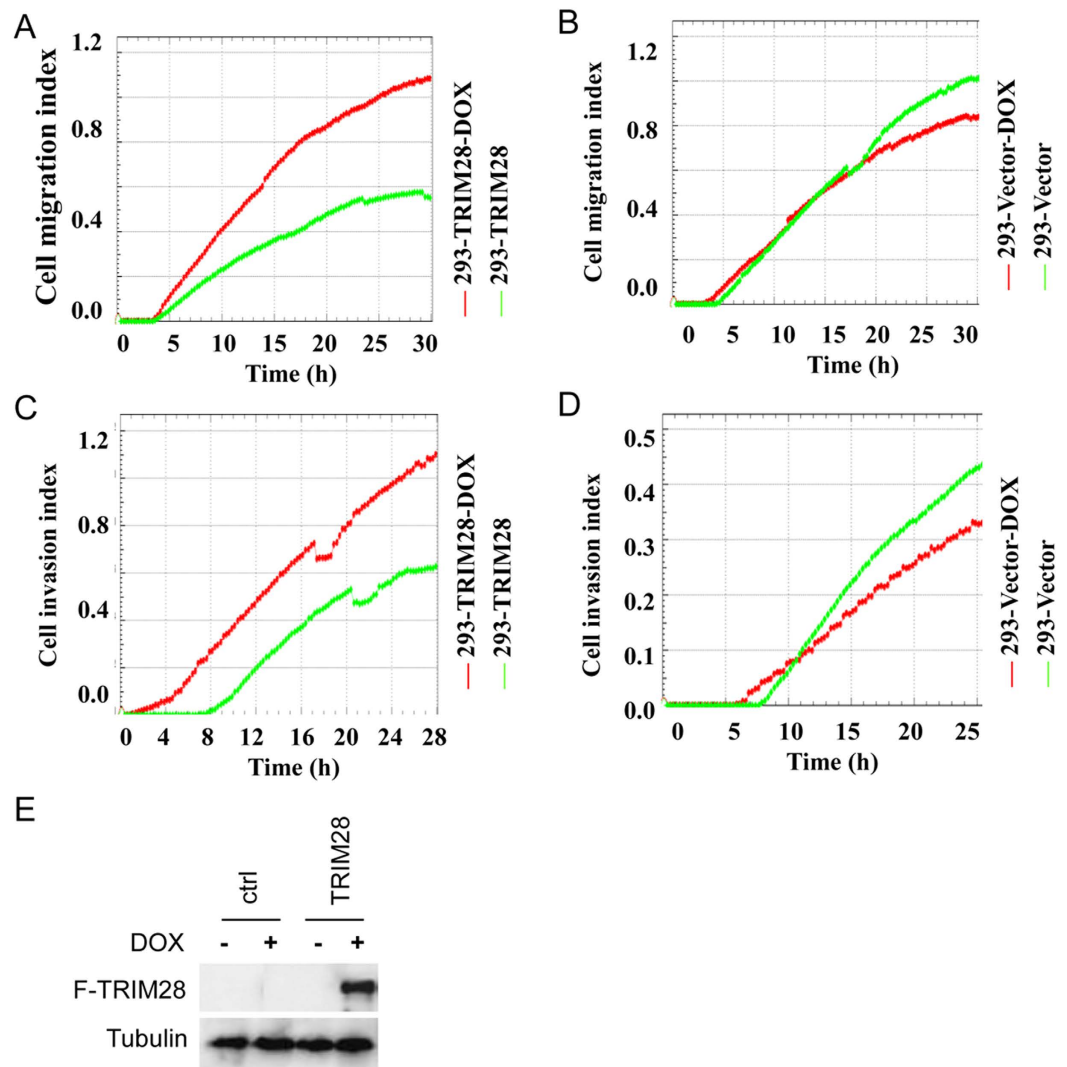 A
Cell migration index
1.2
0.8
0.4
0.0
0 5 10 15 20 25 30
Time (h)
293-TRIM28-DOX
293-TRIM28
B
Cell migration index
1.2
0.8
0.4
0.0
0 5 10 15 20 25 30
Time (h)
293-Vector-DOX
293-Vector
C
Cell invasion index
1.2
0.8
0.4
0.0
0 4 8 12 16 20 24 28
Time (h)
293-TRIM28-DOX
293-TRIM28
D
Cell invasion index
0.5
0.4
0.3
0.2
0.1
0.0
0 5 10 15 20 25
Time (h)
293-Vector-DOX
293-Vector
E
ctrl TRIM28
DOX - + - +
F-TRIM28
Tubulin